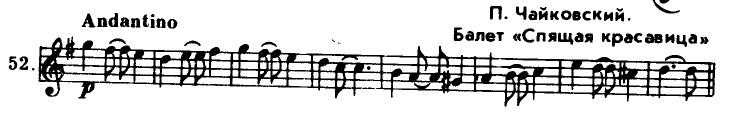 Andantino
П. Чайковский.
Балет «Спящая красавица»
52.
p